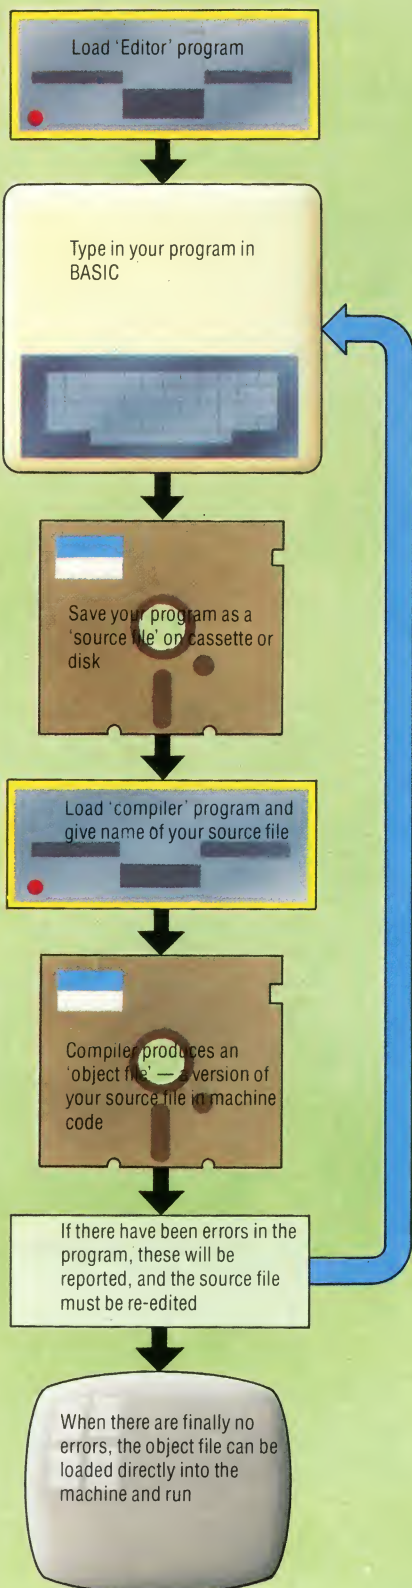 Load ‘Editor’ program
Type in your program in
BASIC
Save your program as a
‘source file’ on cassette or
disk
Load ‘compiler’ program and
give name of your source file
Compiler produces an
‘object file’ — a version of
your source file in machine
code
If there have been errors in the
program, these will be
reported, and the source file
must be re-edited
When there are finally no
errors, the object file can be
loaded directly into the
machine and run